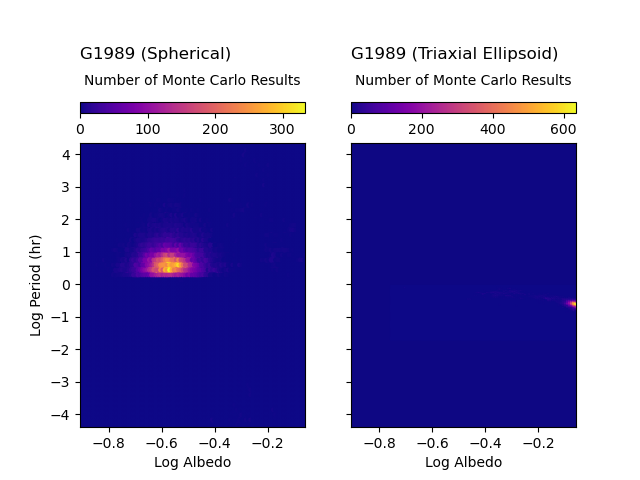 G1989 (Spherical)
Number of Monte Carlo Results
0 100 200 300
4
3
2
1
0
−1
−2
−3
−4
Log Period (hr)
−0.8 −0.6 −0.4 −0.2
Log Albedo
G1989 (Triaxial Ellipsoid)
Number of Monte Carlo Results
0 200 400 600
−0.8 −0.6 −0.4 −0.2
Log Albedo